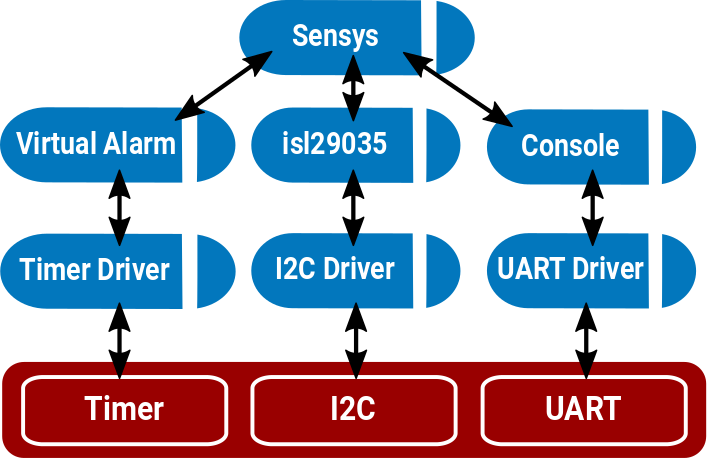 Sensys
Virtual Alarm
isl29035
Console
Timer Driver
I2C Driver
UART Driver
Timer
I2C
UART